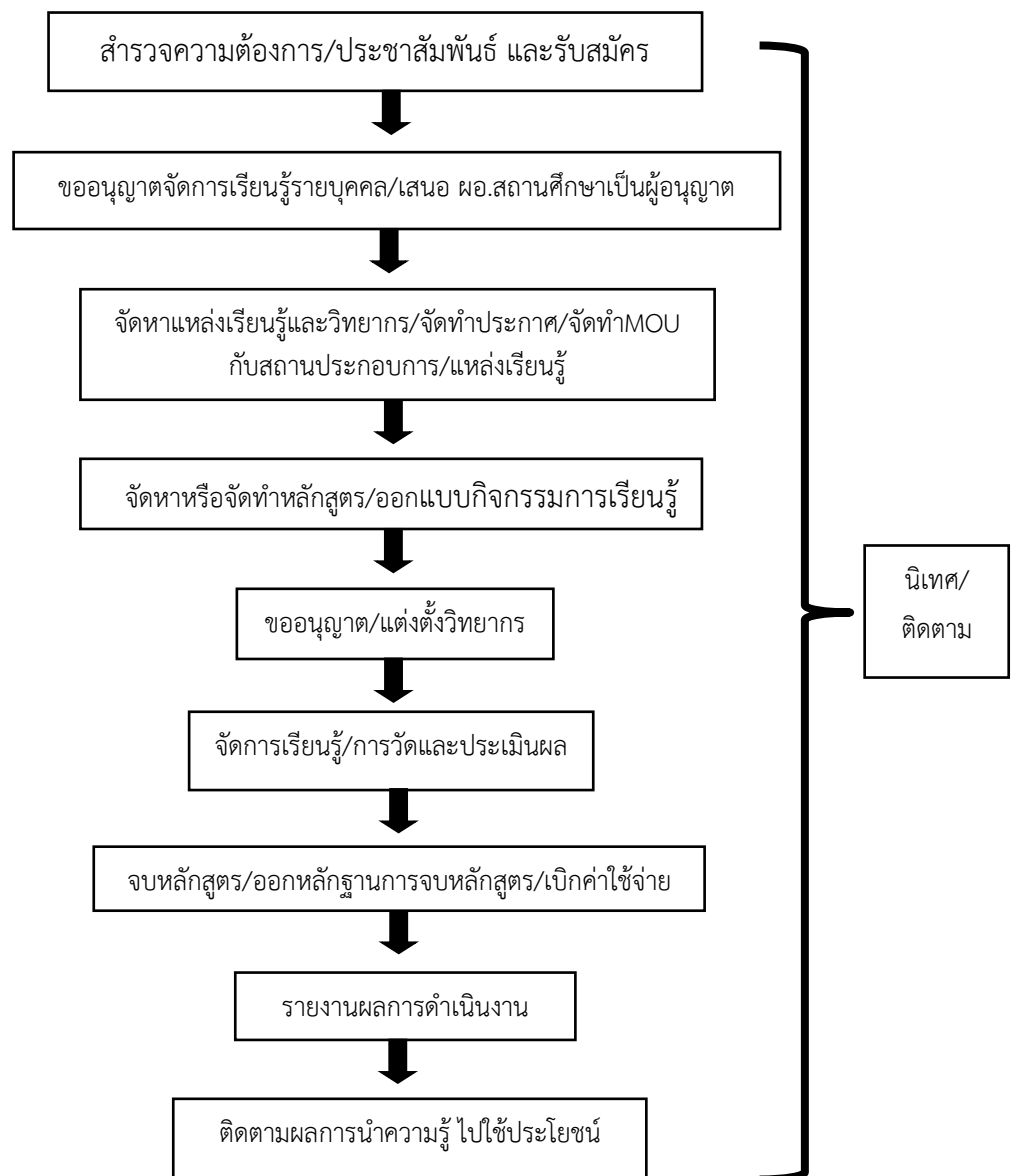 สำรวจความต้องการ/ประชาสัมพันธ์ และรับสมัคร
ขออนุญาตจัดการเรียนรู้รายบุคคล/เสนอ ผอ.สถานศึกษาเป็นผู้อนุญาต
จัดหาแหล่งเรียนรู้และวิทยากร/จัดทำประกาศ/จัดทำMOU
กับสถานประกอบการ/แหล่งเรียนรู้
จัดหาหรือจัดทำหลักสูตร/ออกแบบกิจกรรมการเรียนรู้
นิเทศ/
ติดตาม
ขออนุญาต/แต่งตั้งวิทยากร
จัดการเรียนรู้/การวัดและประเมินผล
จบหลักสูตร/ออกหลักฐานการจบหลักสูตร/เบิกค่าใช้จ่าย
รายงานผลการดำเนินงาน
ติดตามผลการนำความรู้ ไปใช้ประโยชน์